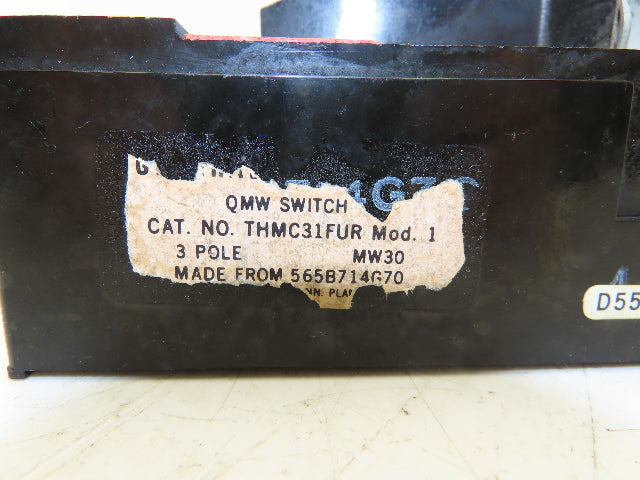 QMW SWITCH
CAT. NO. THMC31FUR Mod. 1
3 POLE MW30
MADE FROM 565B714G70
D55